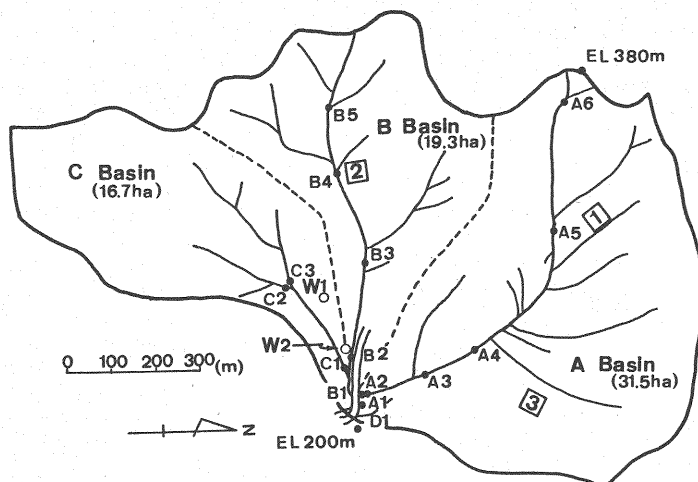 EL 380m
A6
B5
B Basin
(19.3ha)
C Basin
(16.7ha)
B4
2
1
A5
B3
C3
C2
W1
W2
B2
C1
A4
A Basin
(31.5ha)
0 100 200 300(m)
A3
A2
B1
A1
3
D1
N
EL 200m